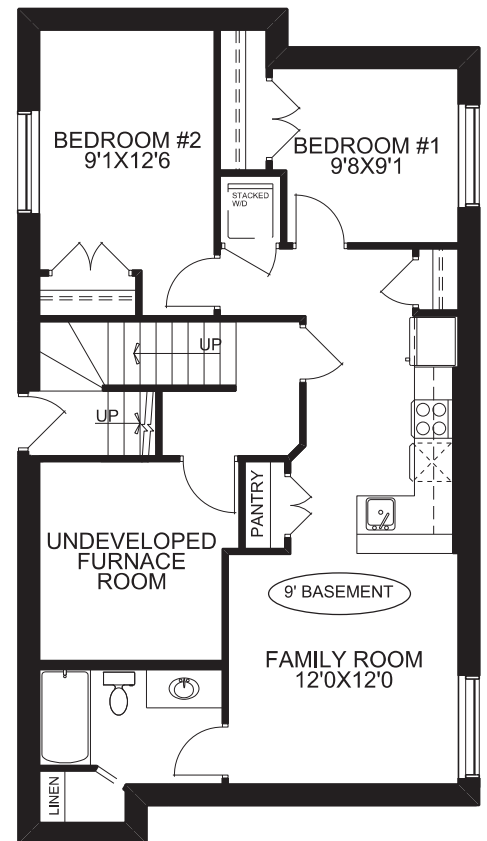 BEDROOM #2
9'1X12'6
BEDROOM #1
9'8X9'1
STACKED
W/D
UP
UP
PANTRY
UNDEVELOPED
FURNACE
ROOM
9' BASEMENT
FAMILY ROOM
12'0X12'0
LINEN